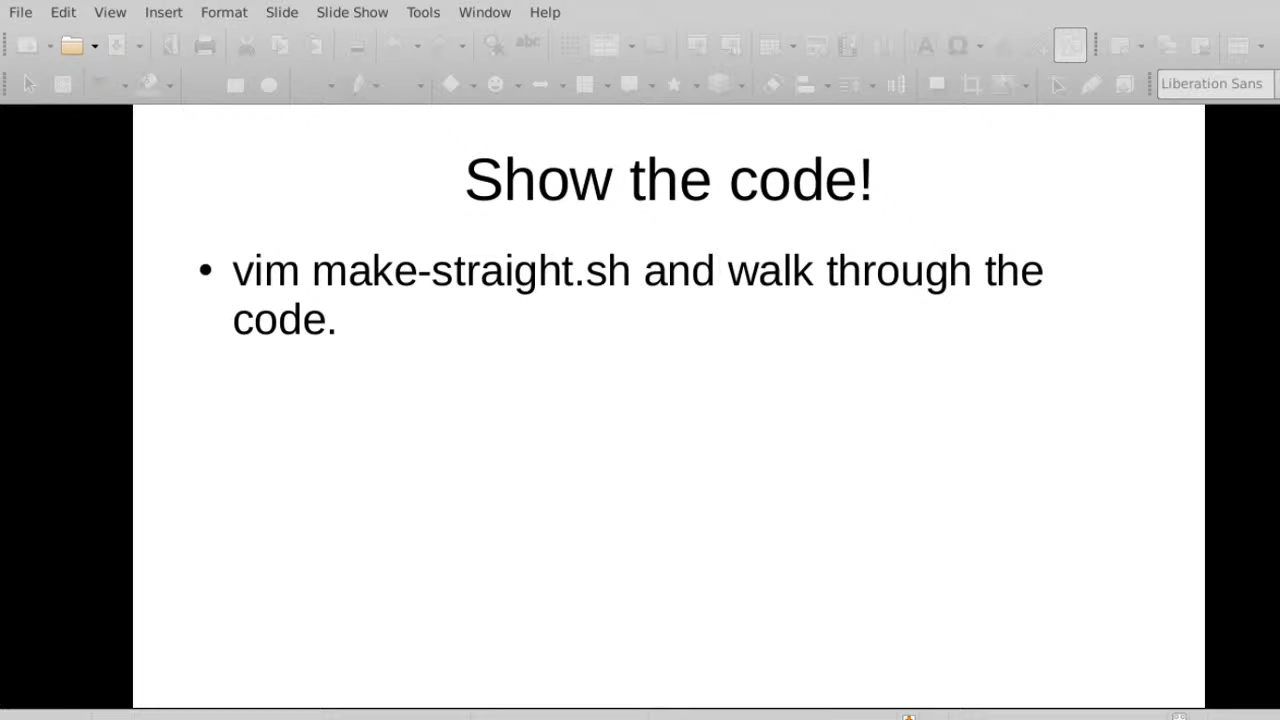 File Edit View Insert Format Slide Slide Show Tools Window Help
abc
Liberation Sans
Show the code!
• vim make-straight.sh and walk through the
code.